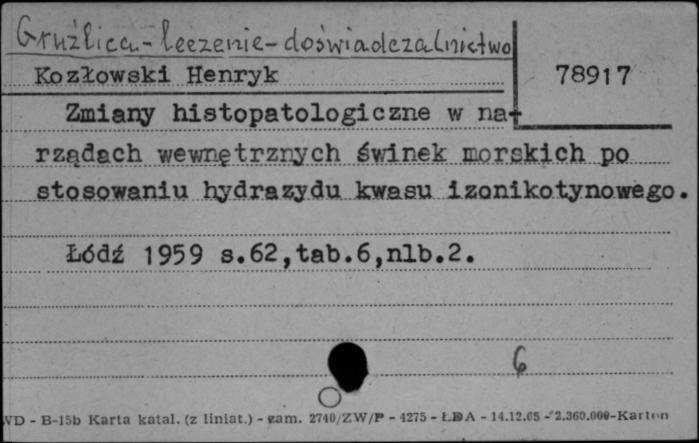 Gruźlica - leczenie - doświadczalnictwo
Kozłowski Henryk
78917
Zmiany histopatologiczne w na-
rządach wewnętrznych świnek morskich po
stosowaniu hydrazydu kwasu izonikotynowego.
Łódź 1959 s.62,tab.6,nlb.2.
6
WD - B-15b Karta katal. (z liniat.) - zam. 2740/ZW/P - 4275 - ŁDA - 14.12.65 - 2.360.000-Karton